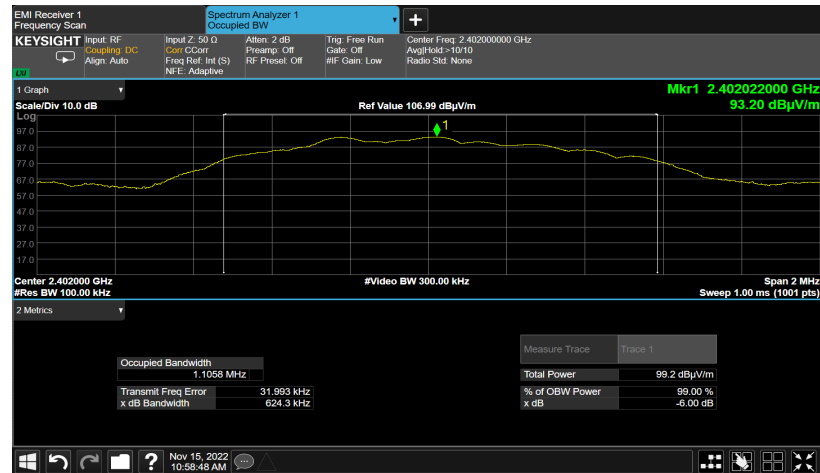 EMI Receiver 1
Frequency Scan
Spectrum Analyzer 1
Occupied BW
KEYSIGHT
LXI
Input: RF
Coupling: DC
Align: Auto
Input Z: 50 Ω
Corr CCorr
Freq Ref: Int (S)
NFE: Adaptive
Atten: 2 dB
Preamp: Off
RF Preset: Off
Trig: Free Run
Gate: Off
#IF Gain: Low
Center Freq: 2.402000000 GHz
Avg|Hold:>10/10
Radio Std: None
1 Graph
Scale/Div 10.0 dB
Ref Value 106.99 dBµV/m
Mkr1 2.402022000 GHz
93.20 dBµV/m
Log
97.0
87.0
77.0
67.0
57.0
47.0
37.0
27.0
17.0
1
Center 2.402000 GHz
#Res BW 100.00 kHz
#Video BW 300.00 kHz
Span 2 MHz
Sweep 1.00 ms (1001 pts)
2 Metrics
Measure Trace Trace 1
Occupied Bandwidth
1.1058 MHz
Total Power 99.2 dBµV/m
Transmit Freq Error 31.993 kHz
x dB Bandwidth 624.3 kHz
% of OBW Power 99.00 %
x dB -6.00 dB
?
Nov 15, 2022
10:58:48 AM